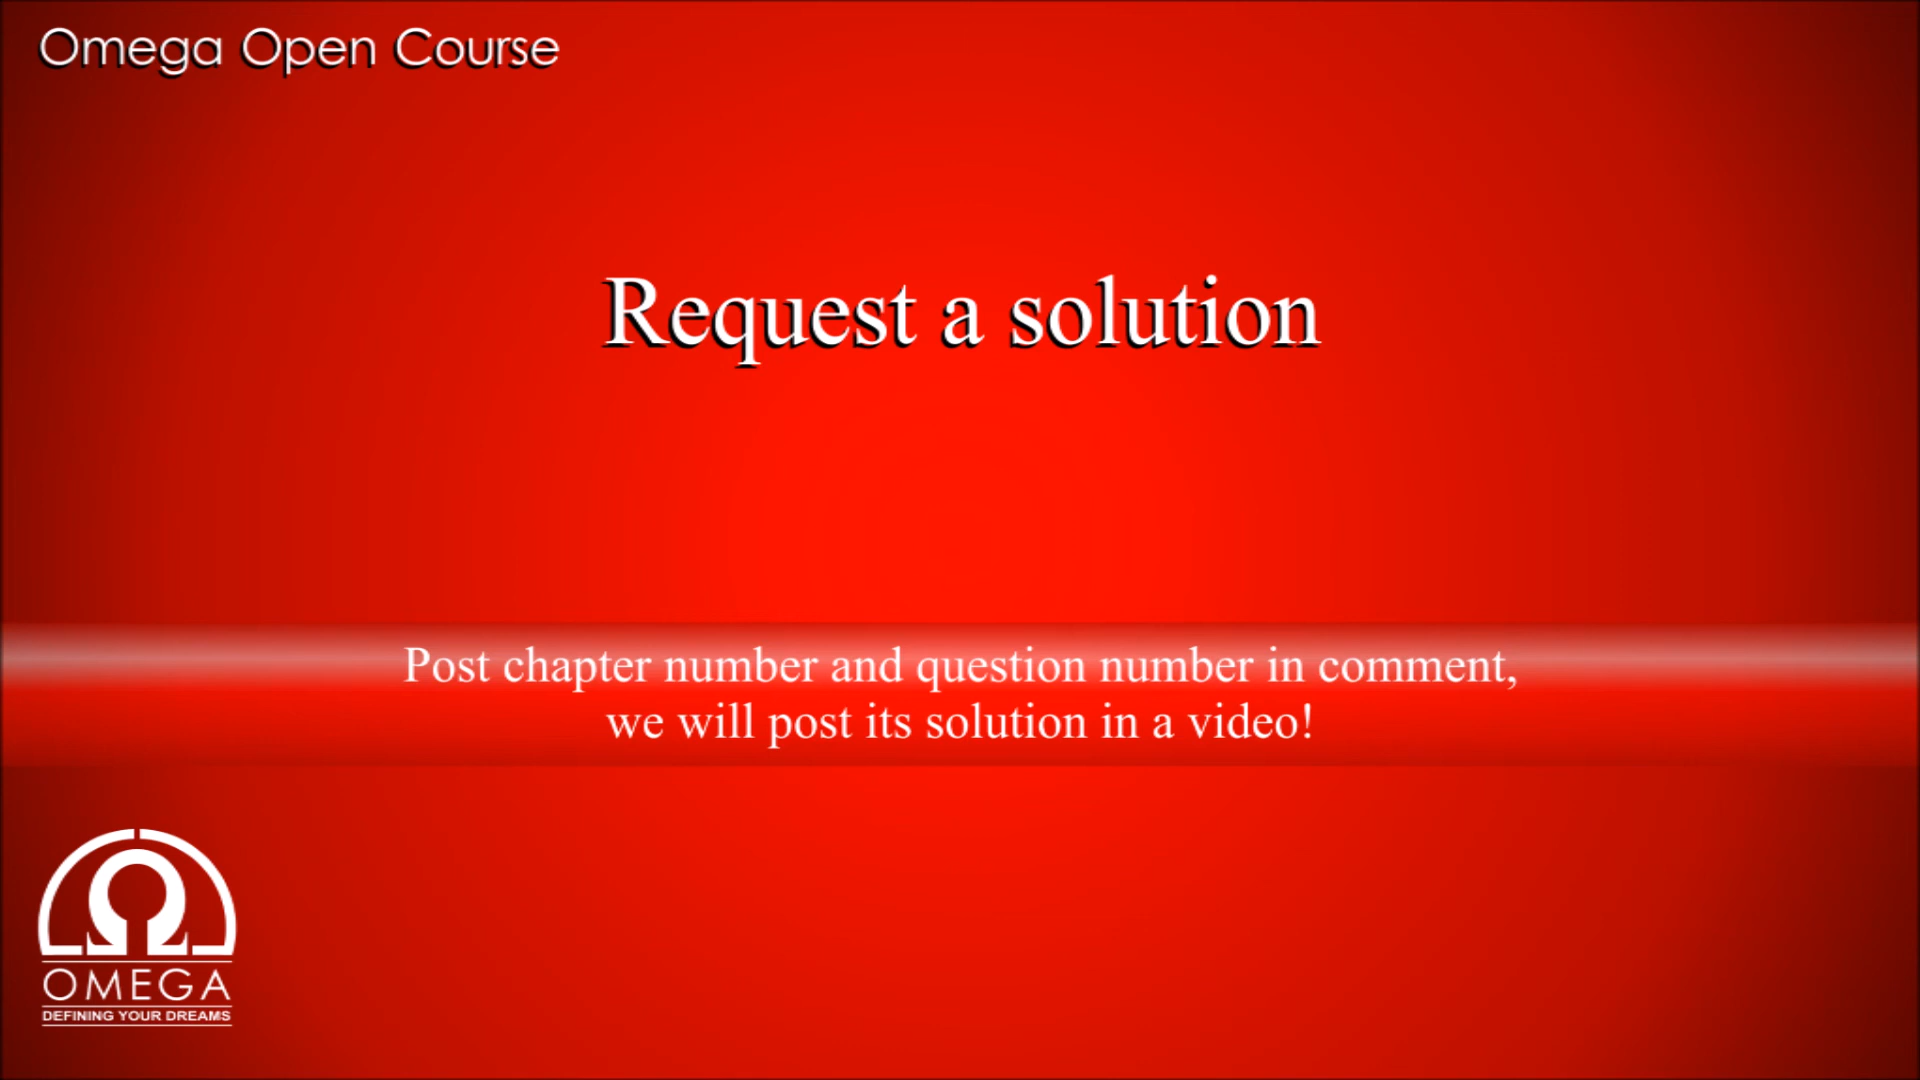 Omega Open Course
Request a solution
Post chapter number and question number in comment,
we will post its solution in a video!
Ω
OMEGA
DEFINING YOUR DREAMS